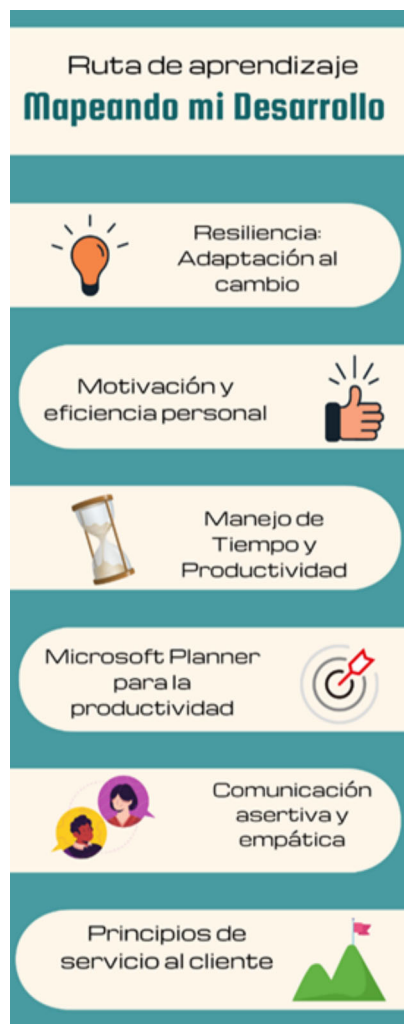 Ruta de aprendizaje
Mapeando mi Desarrollo
Resiliencia:
Adaptación al
cambio
Motivación y
eficiencia personal
Manejo de
Tiempo y
Productividad
Microsoft Planner
para la
productividad
Comunicación
asertiva y
empática
Principios de
servicio al cliente